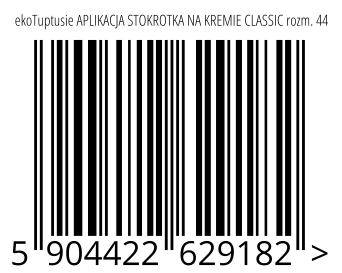 ekoTuptusie APLIKACJA STOKROTKA NA KREMIE CLASSIC rozm. 44
5 904422 629182 >